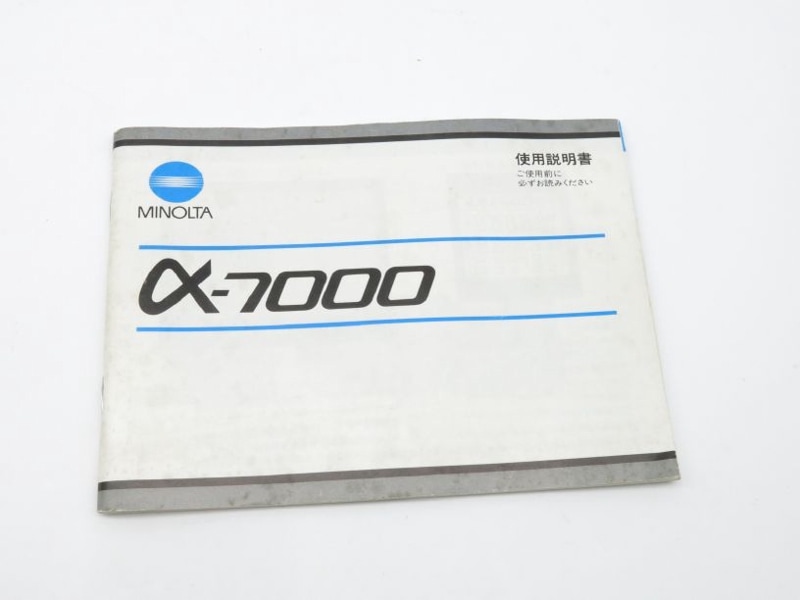 MINOLTA
使用説明書
ご使用前に
必ずお読みください
α-7000